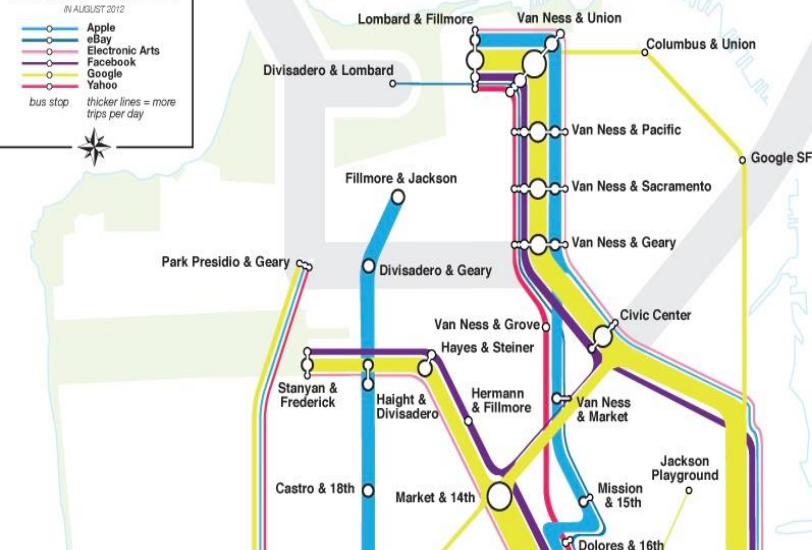 IN AUGUST 2012
Apple
eBay
Electronic Arts
Facebook
Google
Yahoo
bus stop
thicker lines = more
trips per day
Lombard & Fillmore
Van Ness & Union
Columbus & Union
Divisadero & Lombard
Van Ness & Pacific
Google SF
Fillmore & Jackson
Van Ness & Sacramento
Van Ness & Geary
Park Presidio & Geary
Divisadero & Geary
Civic Center
Van Ness & Grove
Hayes & Steiner
Stanyan &
Frederick
Haight &
Divisadero
Hermann
& Fillmore
Van Ness
& Market
Jackson
Playground
Castro & 18th
Market & 14th
Mission
& 15th
Dolores & 16th